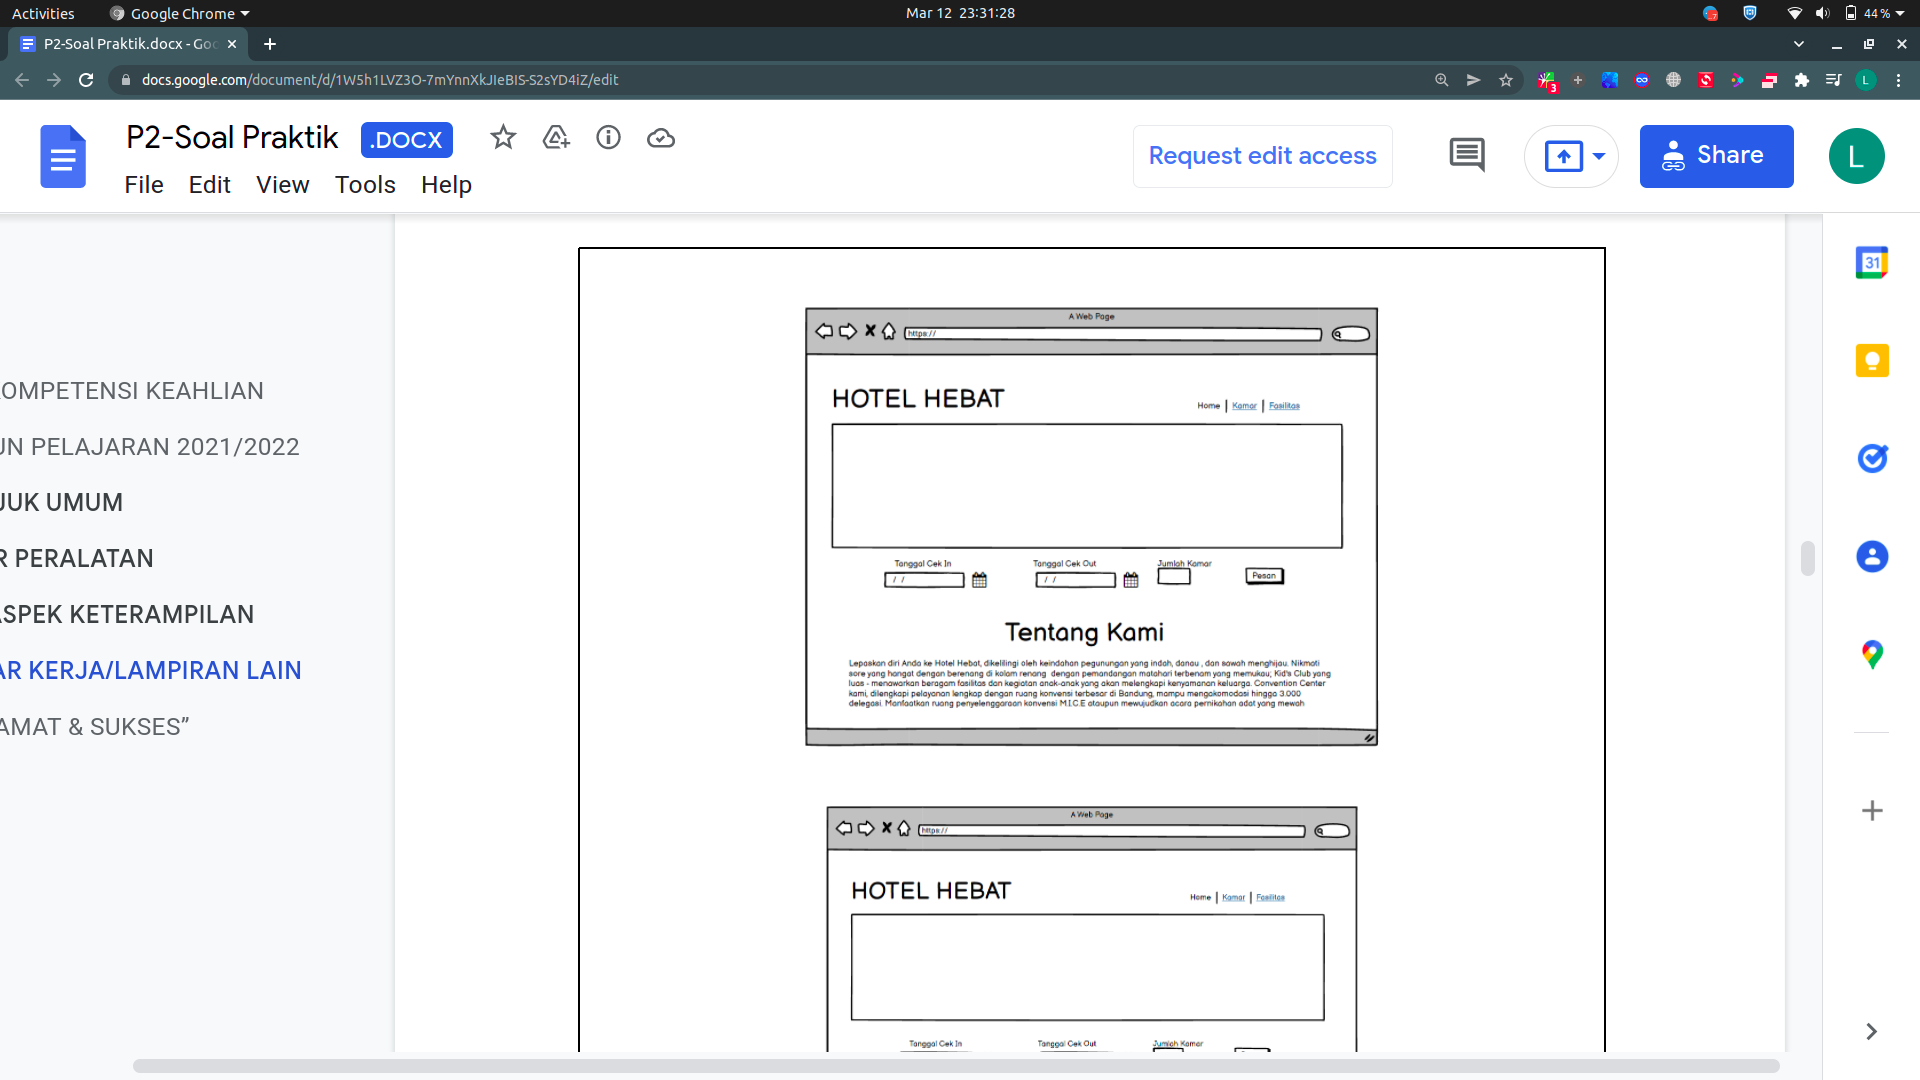 Activities
Google Chrome
Mar 12 23:31:28
44 %
P2-Soal Praktik.docx - Goo
docs.google.com/document/d/1W5h1LVZ3O-7mYnnXkJIeBIS-S2sYD4iZ/edit
3
L
P2-Soal Praktik
.DOCX
File Edit View Tools Help
Request edit access
Share
L
31
OMPETENSI KEAHLIAN
UN PELAJARAN 2021/2022
JUK UMUM
R PERALATAN
ASPEK KETERAMPILAN
AR KERJA/LAMPIRAN LAIN
AMAT & SUKSES”
A Web Page
https://
HOTEL HEBAT
Home | Kamar | Fasilitas
Tanggal Cek In
/ /
Tanggal Cek Out
/ /
Jumlah Kamar
Pesan
Tentang Kami
Lepaskan diri Anda ke Hotel Hebat, dikelilingi oleh keindahan pegunungan yang indah, danau , dan sawah menghijau. Nikmati
sore yang hangat dengan berenang di kolam renang dengan pemandangan matahari terbenam yang memukau; Kid's Club yang
luas - menawarkan beragam fasilitas dan kegiatan anak-anak yang akan melengkapi kenyamanan keluarga. Convention Center
kami, dilengkapi pelayanan lengkap dengan ruang konvensi terbesar di Bandung, mampu mengakomodasi hingga 3.000
delegasi. Manfaatkan ruang penyelenggaraan konvensi M.I.C.E ataupun mewujudkan acara pernikahan adat yang mewah
A Web Page
https://
HOTEL HEBAT
Home | Kamar | Fasilitas
Tanggal Cek In
Tanggal Cek Out
Jumlah Kamar